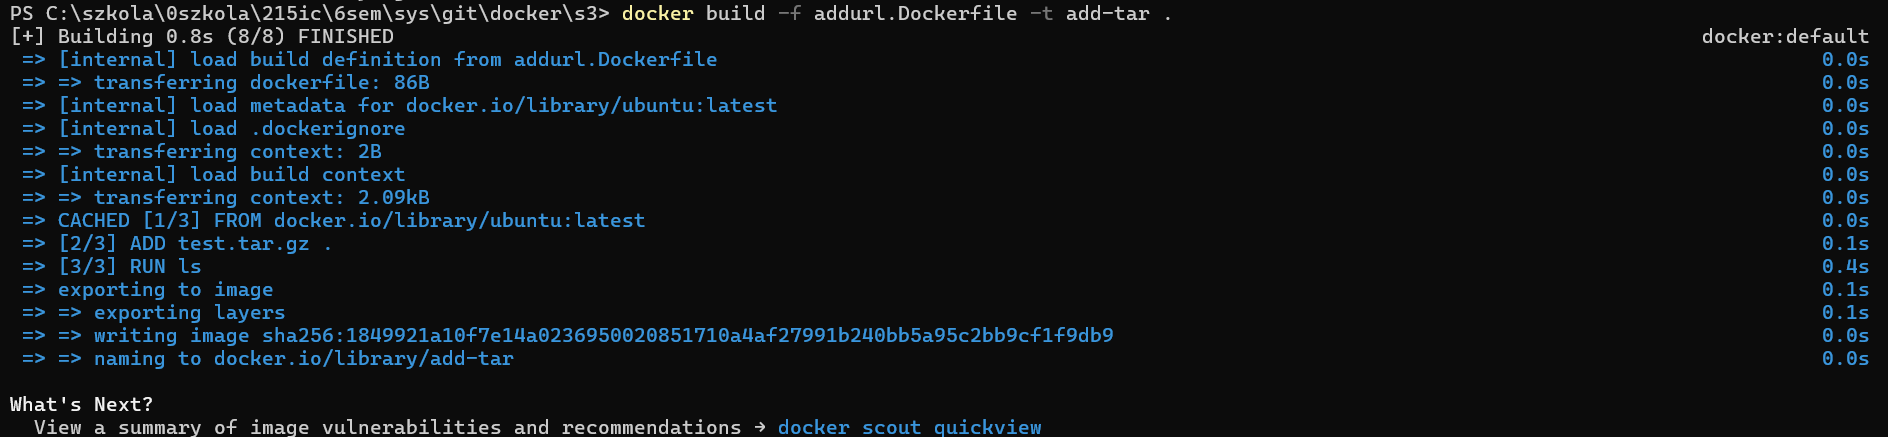 PS C:\szkola\0szkola\215ic\6sem\sys\git\docker\s3> docker build -f addurl.Dockerfile -t add-tar .
[+] Building 0.8s (8/8) FINISHED docker:default
=> [internal] load build definition from addurl.Dockerfile 0.0s
=> => transferring dockerfile: 86B 0.0s
=> [internal] load metadata for docker.io/library/ubuntu:latest 0.0s
=> [internal] load .dockerignore 0.0s
=> => transferring context: 2B 0.0s
=> [internal] load build context 0.0s
=> => transferring context: 2.09kB 0.0s
=> CACHED [1/3] FROM docker.io/library/ubuntu:latest 0.0s
=> [2/3] ADD test.tar.gz . 0.1s
=> [3/3] RUN ls 0.4s
=> exporting to image 0.1s
=> => exporting layers 0.1s
=> => writing image sha256:1849921a10f7e14a0236950020851710a4af27991b240bb5a95c2bb9cf1f9db9 0.0s
=> => naming to docker.io/library/add-tar 0.0s
What's Next?
View a summary of image vulnerabilities and recommendations → docker scout quickview